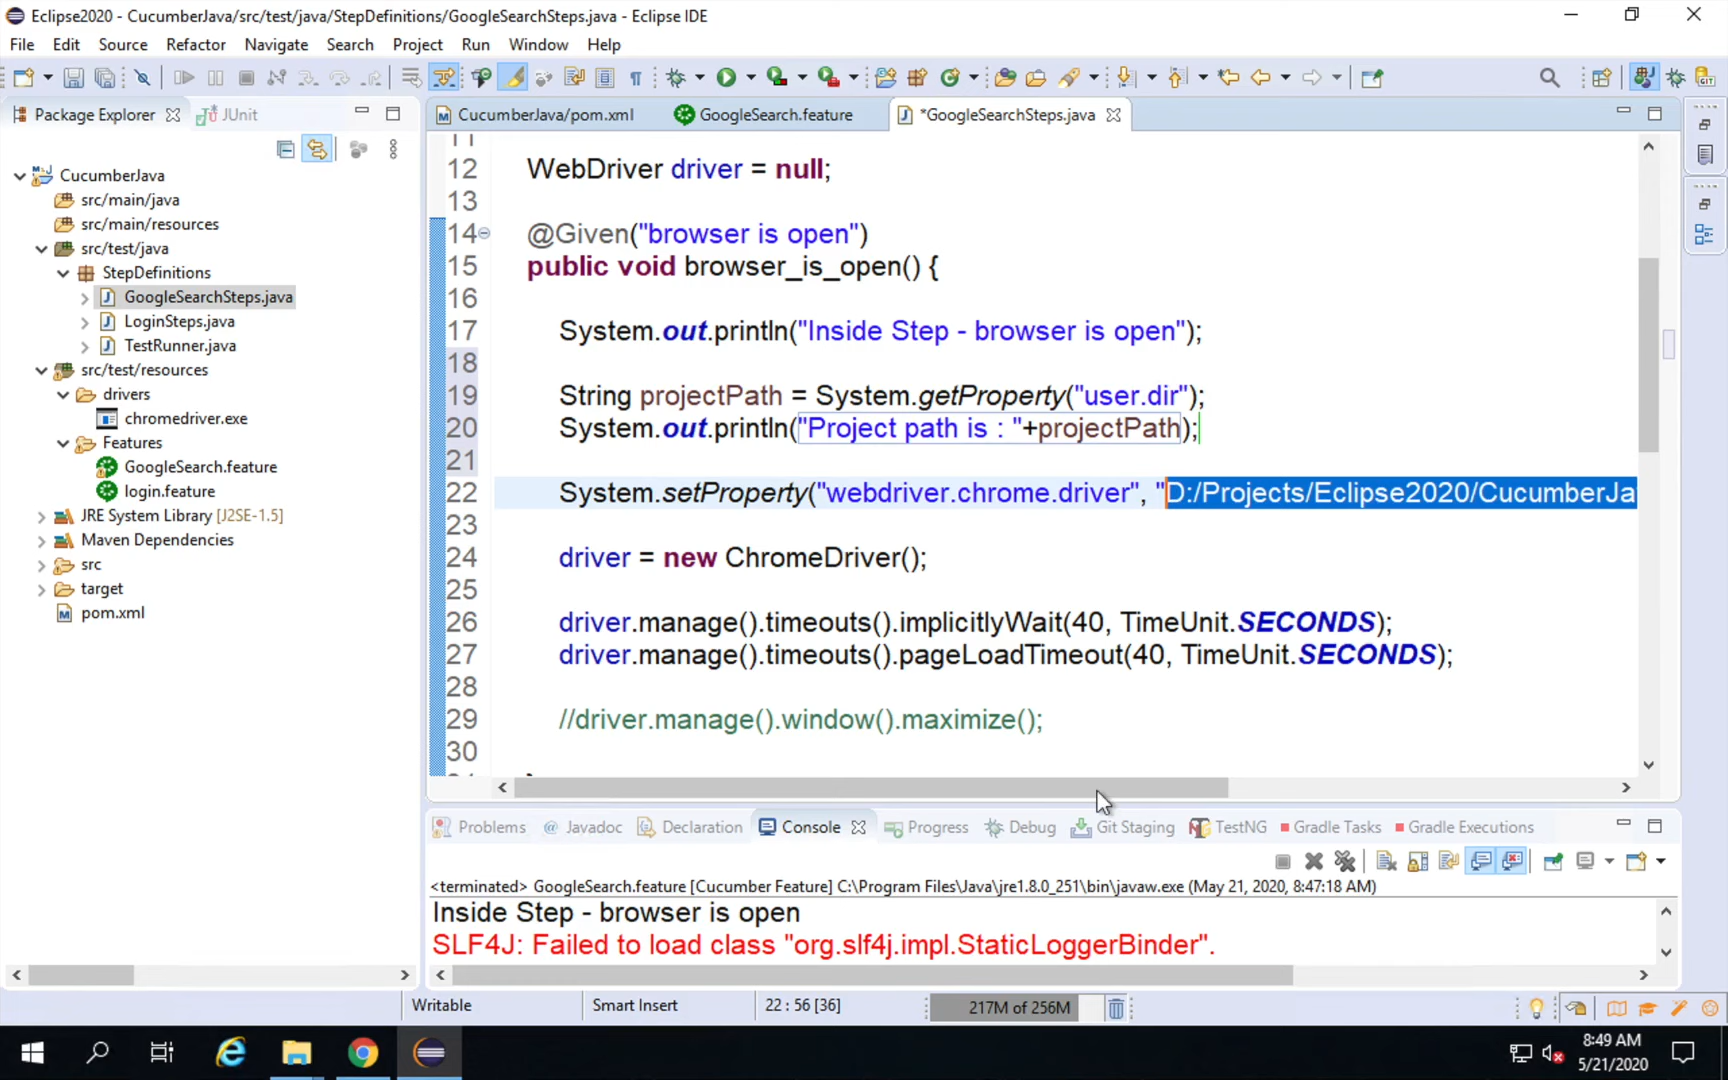 Eclipse2020 - CucumberJava/src/test/java/StepDefinitions/GoogleSearchSteps.java - Eclipse IDE
File Edit Source Refactor Navigate Search Project Run Window Help
Package Explorer
JUnit
CucumberJava/pom.xml
GoogleSearch.feature
*GoogleSearchSteps.java
CucumberJava
src/main/java
src/main/resources
src/test/java
StepDefinitions
GoogleSearchSteps.java
LoginSteps.java
TestRunner.java
src/test/resources
drivers
chromedriver.exe
Features
GoogleSearch.feature
login.feature
JRE System Library [J2SE-1.5]
Maven Dependencies
src
target
pom.xml
11
12 WebDriver driver = null;
13
14 @Given("browser is open")
15 public void browser_is_open() {
16
17 System.out.println("Inside Step - browser is open");
18
19 String projectPath = System.getProperty("user.dir");
20 System.out.println("Project path is : "+projectPath);
21
22 System.setProperty("webdriver.chrome.driver", "D:/Projects/Eclipse2020/CucumberJa
23
24 driver = new ChromeDriver();
25
26 driver.manage().timeouts().implicitlyWait(40, TimeUnit.SECONDS);
27 driver.manage().timeouts().pageLoadTimeout(40, TimeUnit.SECONDS);
28
29 //driver.manage().window().maximize();
30
Problems Javadoc Declaration Console Progress Debug Git Staging TestNG Gradle Tasks Gradle Executions
<terminated> GoogleSearch.feature [Cucumber Feature] C:\Program Files\Java\jre1.8.0_251\bin\javaw.exe (May 21, 2020, 8:47:18 AM)
Inside Step - browser is open
SLF4J: Failed to load class "org.slf4j.impl.StaticLoggerBinder".
Writable
Smart Insert
22 : 56 [36]
217M of 256M
8:49 AM
5/21/2020